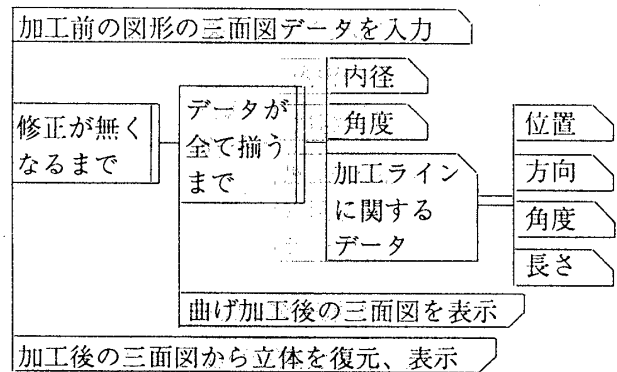 加工前の図形の三面図データを入力
修正が無く
なるまで
データが
全て揃う
まで
内径
角度
加工ライン
に関する
データ
位置
方向
角度
長さ
曲げ加工後の三面図を表示
加工後の三面図から立体を復元、表示